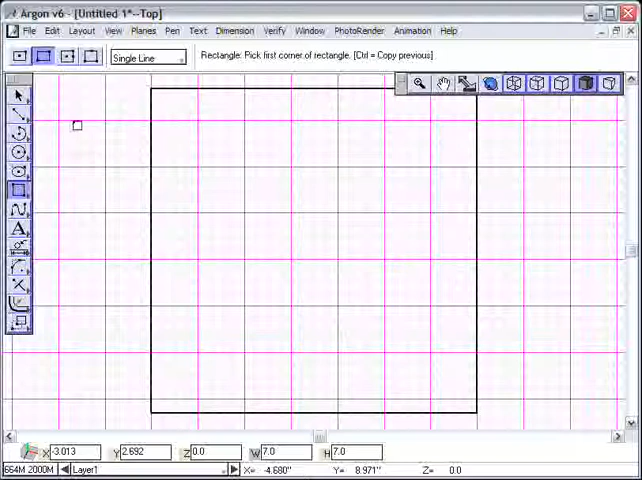 Argon v6 - [Untitled 1*--Top]
File Edit Layout View Planes Pen Text Dimension Verify Window PhotoRender Animation Help
Single Line Rectangle: Pick first corner of rectangle. [Ctrl = Copy previous]
A
X -3.013 Y 2.692 Z 0.0 W 7.0 H 7.0
664M 2000M Layer1 X= -4.680" Y= 8.971" Z= 0.0